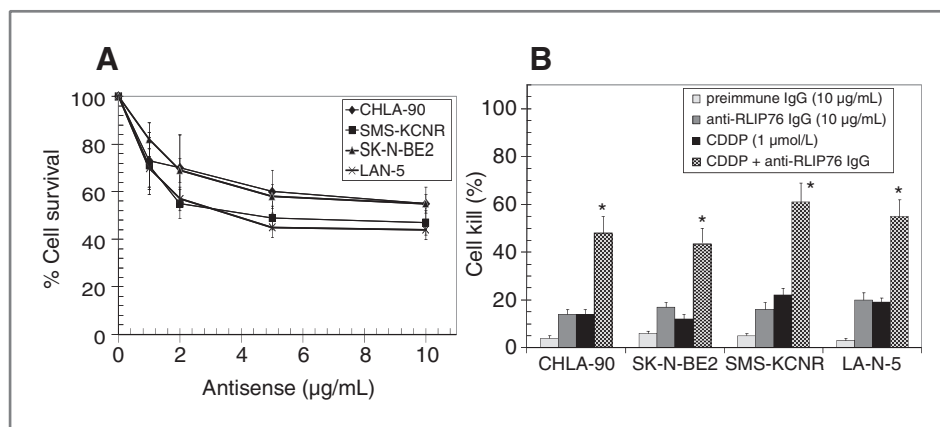 A
% Cell survival
100
80
60
40
20
0
0 2 4 6 8 10
Antisense (µg/mL)
CHLA-90
SMS-KCNR
SK-N-BE2
LAN-5
B
Cell kill (%)
100
80
60
40
20
0
preimmune IgG (10 µg/mL)
anti-RLIP76 IgG (10 µg/mL)
CDDP (1 µmol/L)
CDDP + anti-RLIP76 IgG
* * * *
CHLA-90 SK-N-BE2 SMS-KCNR LA-N-5